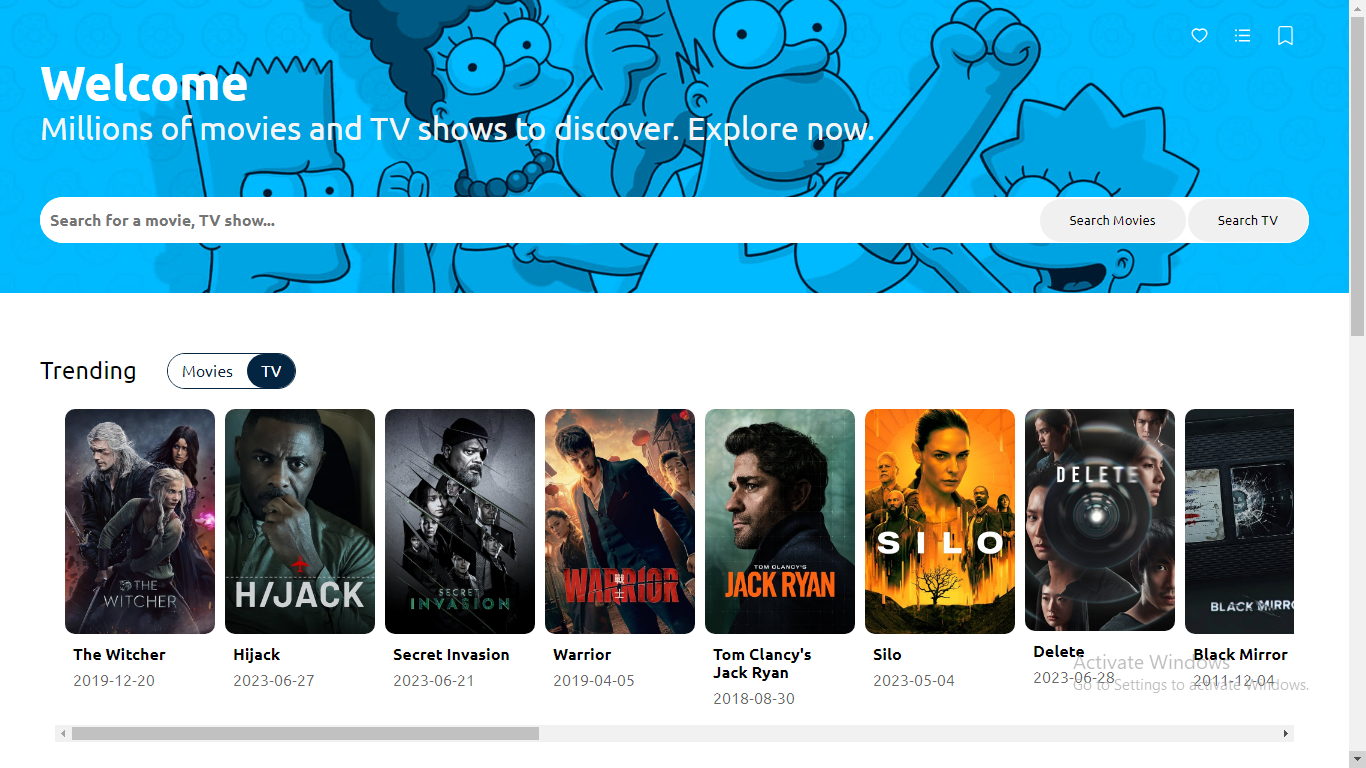 Welcome
Millions of movies and TV shows to discover. Explore now.
Search for a movie, TV show...
Search Movies
Search TV
Trending
Movies
TV
THE
WITCHER
H/JACK
SECRET
INVASION
WARRIOR
戰
士
TOM CLANCY'S
JACK RYAN
SILO
DELETE
BLACK MIRRO
The Witcher
2019-12-20
Hijack
2023-06-27
Secret Invasion
2023-06-21
Warrior
2019-04-05
Tom Clancy's
Jack Ryan
2018-08-30
Silo
2023-05-04
Delete
2023-06-28
Black Mirror
2011-12-04
Activate Windows
Go to Settings to activate Windows.